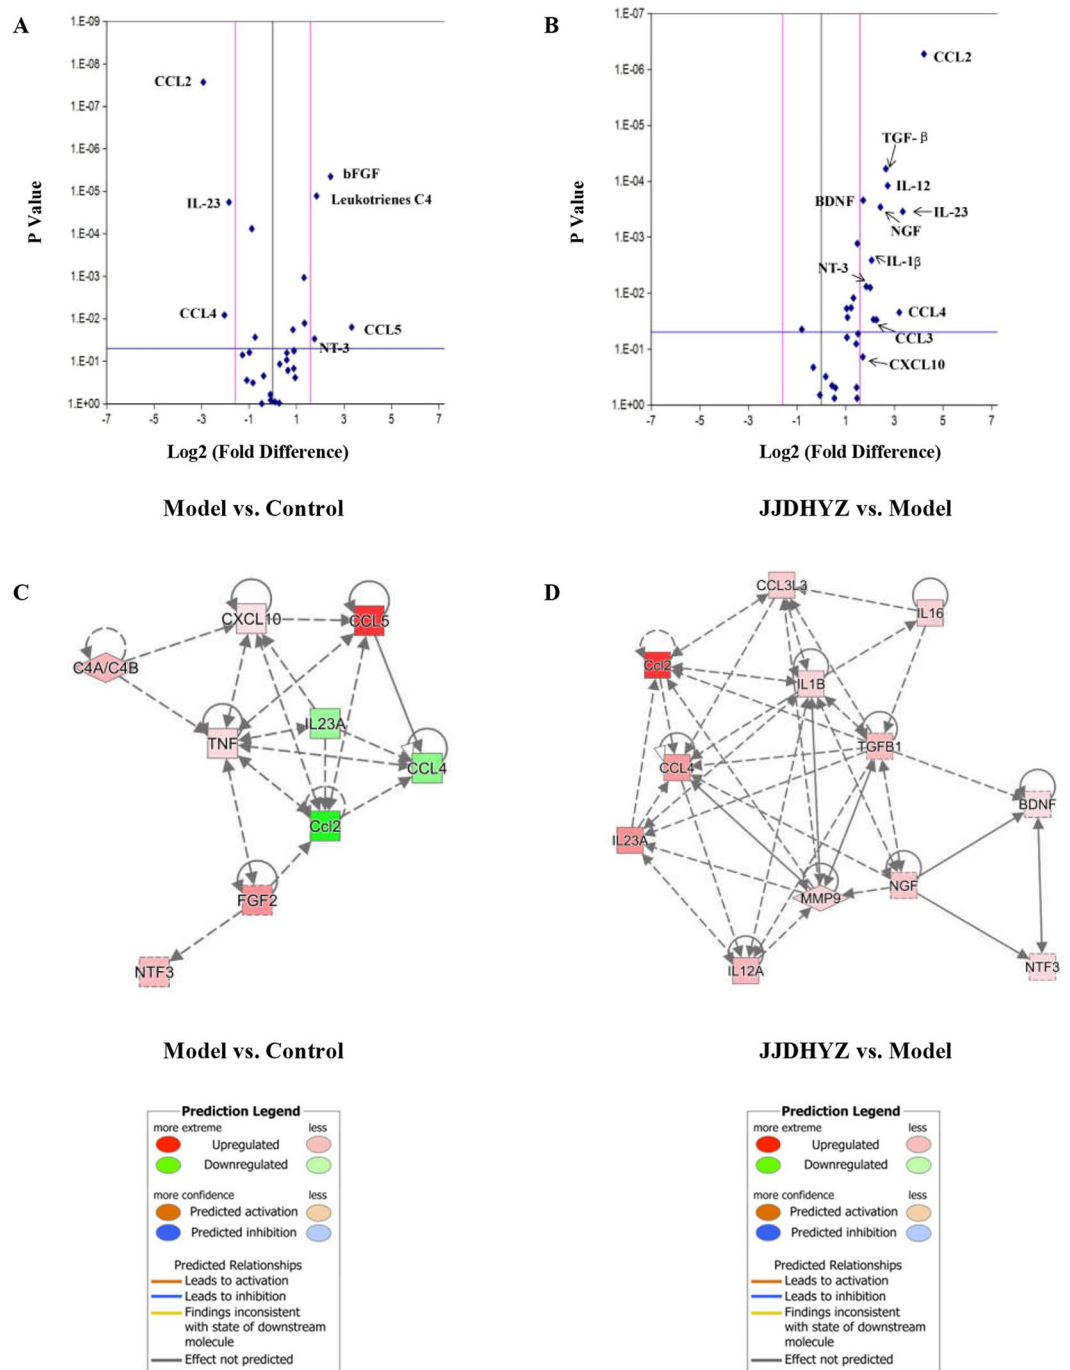 A
1.E-09
1.E-08
1.E-07
1.E-06
1.E-05
1.E-04
1.E-03
1.E-02
1.E-01
1.E+00
P Value
CCL2
bFGF
Leukotrienes C4
IL-23
CCL4
CCL5
NT-3
-7 -5 -3 -1 1 3 5 7
Log2 (Fold Difference)
Model vs. Control
B
1.E-07
1.E-06
1.E-05
1.E-04
1.E-03
1.E-02
1.E-01
1.E+00
P Value
CCL2
TGF-β
IL-12
BDNF
IL-23
NGF
IL-1β
NT-3
CCL4
CCL3
CXCL10
-7 -5 -3 -1 1 3 5 7
Log2 (Fold Difference)
JJDHYZ vs. Model
C
CXCL10
CCL5
C4A/C4B
IL23A
TNF
CCL4
Ccl2
FGF2
NTF3
Model vs. Control
D
CCL3L3
IL16
Ccl2
IL1B
TGFB1
CCL4
BDNF
IL23A
NGF
MMP9
IL12A
NTF3
JJDHYZ vs. Model
Prediction Legend
more extreme less
Upregulated
Downregulated
more confidence less
Predicted activation
Predicted inhibition
Predicted Relationships
Leads to activation
Leads to inhibition
Findings inconsistent
with state of downstream
molecule
Effect not predicted
Prediction Legend
more extreme less
Upregulated
Downregulated
more confidence less
Predicted activation
Predicted inhibition
Predicted Relationships
Leads to activation
Leads to inhibition
Findings inconsistent
with state of downstream
molecule
Effect not predicted